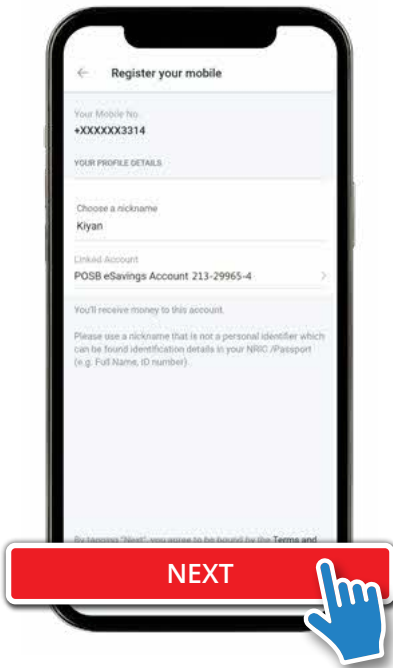 Register your mobile
Your Mobile No.
+XXXXXX3314
YOUR PROFILE DETAILS
Choose a nickname
Kiyan
Linked Account
POSB eSavings Account 213-29965-4
You'll receive money to this account.
Please use a nickname that is not a personal identifier which
can be found identification details in your NRIC /Passport
(e.g. Full Name, ID number).
By tapping "Next", you agree to be bound by the Terms and
NEXT